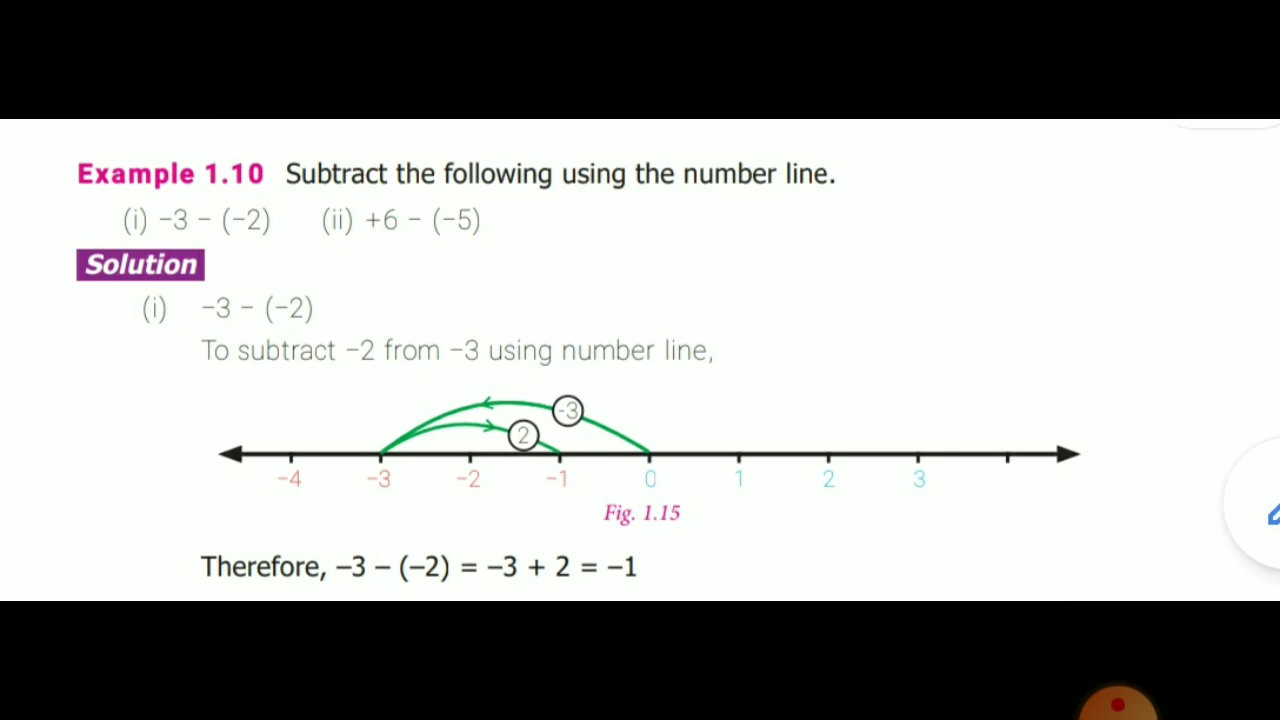 Example 1.10 Subtract the following using the number line.
(i) −3 − (−2) (ii) +6 − (−5)
Solution
(i) −3 − (−2)
To subtract −2 from −3 using number line,
-3
2
−4 −3 −2 −1 0 1 2 3
Fig. 1.15
Therefore, −3 − (−2) = −3 + 2 = −1